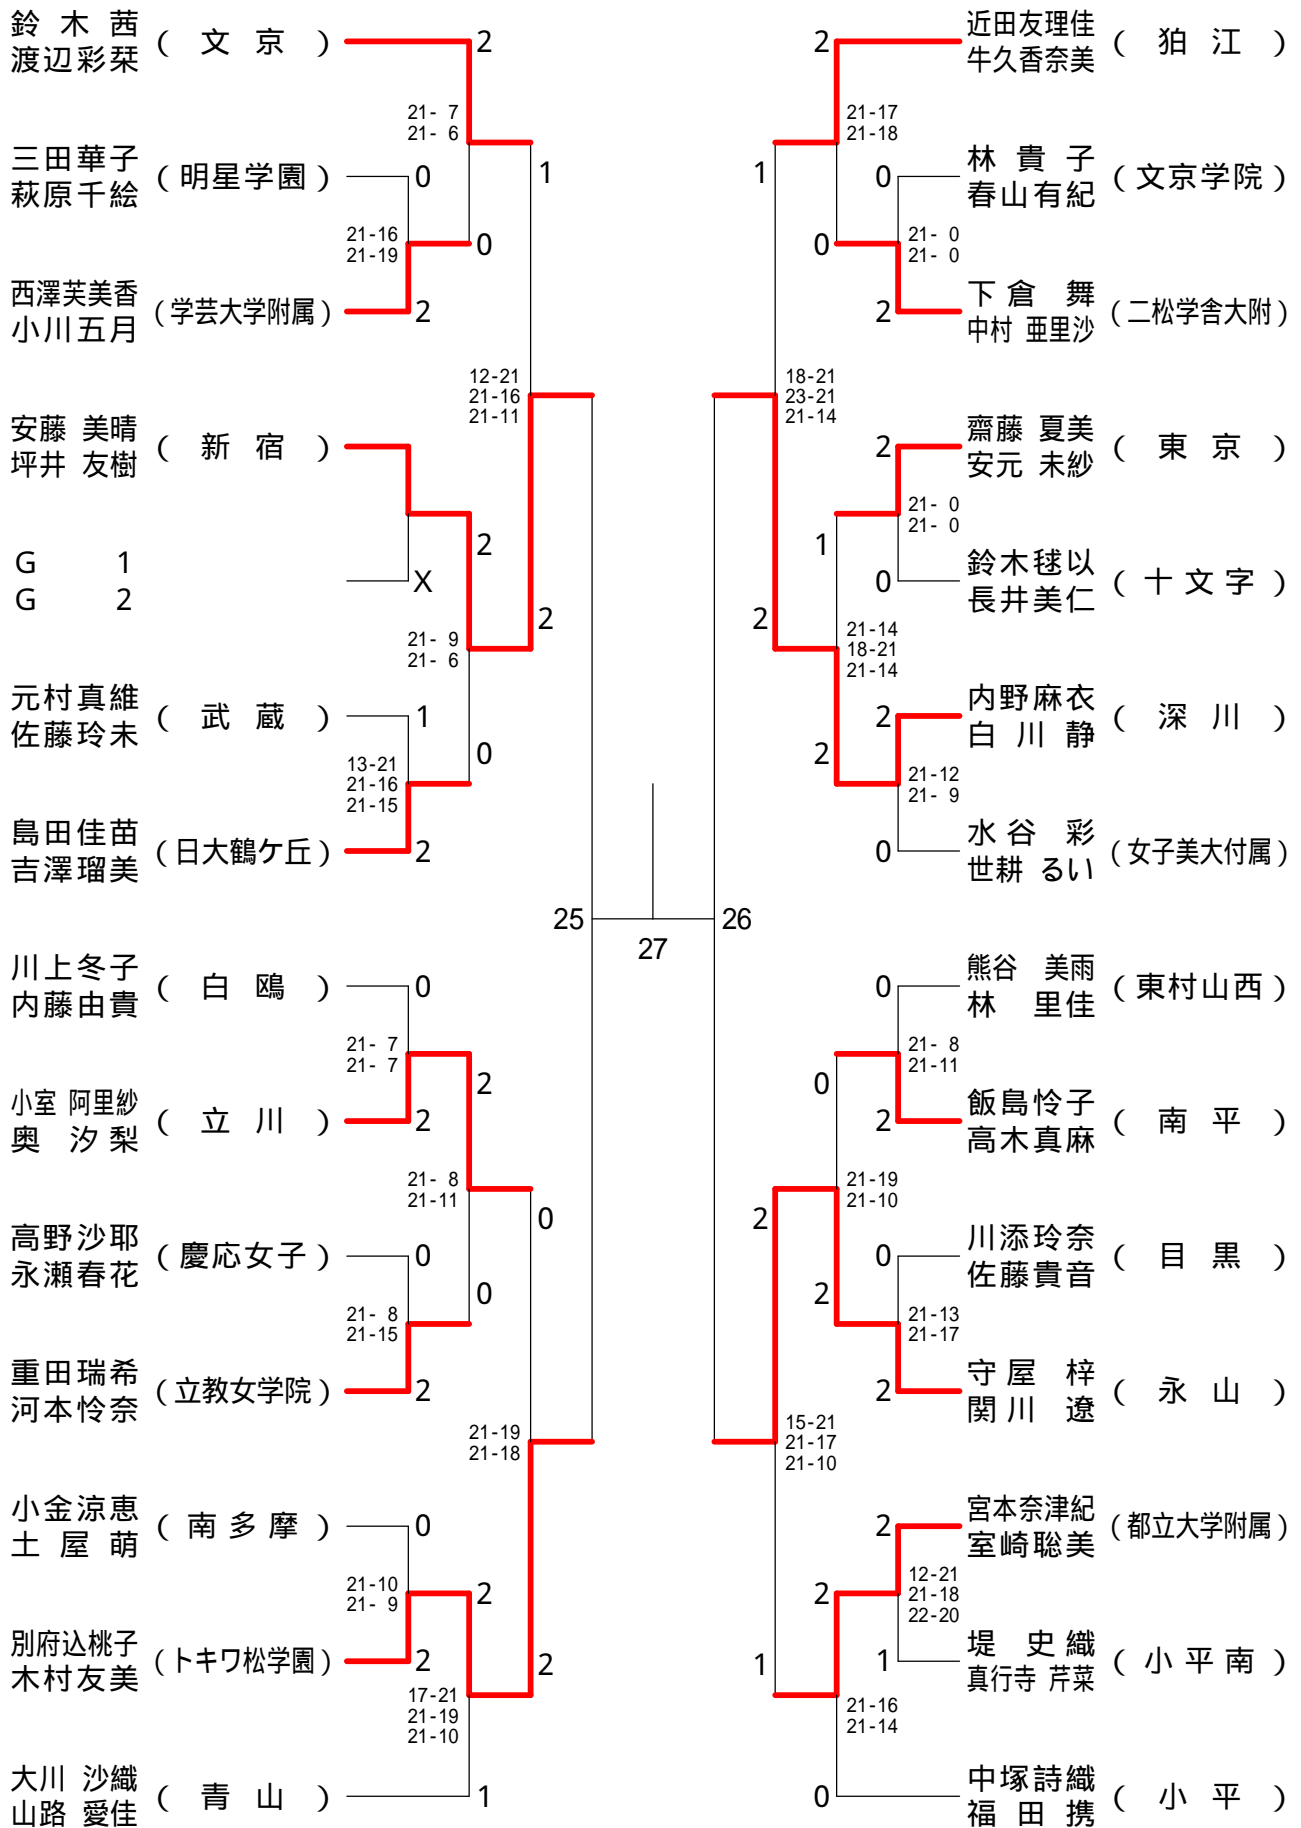 鈴木茜
渡辺彩栞
(文京)
2
21- 7
21- 6
三田華子
萩原千絵
(明星学園)
0
1
21-16
21-19
0
西澤芙美香
小川五月
(学芸大学附属)
2
12-21
21-16
21-11
安藤 美晴
坪井 友樹
(新宿)
2
G 1
G 2
X
2
21- 9
21- 6
元村真維
佐藤玲未
(武蔵)
1
0
13-21
21-16
21-15
島田佳苗
吉澤瑠美
(日大鶴ケ丘)
2
25
27
26
川上冬子
内藤由貴
(白鴎)
0
21- 7
21- 7
2
小室 阿里紗
奥汐梨
(立川)
2
21- 8
21-11
0
高野沙耶
永瀬春花
(慶応女子)
0
0
21- 8
21-15
重田瑞希
河本怜奈
(立教女学院)
2
21-19
21-18
小金涼恵
土屋萌
(南多摩)
0
21-10
21- 9
2
別府込桃子
木村友美
(トキワ松学園)
2
2
17-21
21-19
21-10
大川 沙織
山路 愛佳
(青山)
1
2
近田友理佳
牛久香奈美
(狛江)
21-17
21-18
1
0
林貴子
春山有紀
(文京学院)
0
21- 0
21- 0
2
下倉舞
中村 亜里沙
(二松学舎大附)
18-21
23-21
21-14
2
齋藤 夏美
安元 未紗
(東京)
21- 0
21- 0
1
0
鈴木毬以
長井美仁
(十文字)
2
21-14
18-21
21-14
2
内野麻衣
白川静
(深川)
2
21-12
21- 9
0
水谷彩
世耕 るい
(女子美大付属)
0
熊谷 美雨
林 里佳
(東村山西)
21- 8
21-11
0
2
飯島怜子
高木真麻
(南平)
21-19
21-10
2
0
川添玲奈
佐藤貴音
(目黒)
2
21-13
21-17
2
守屋梓
関川遼
(永山)
15-21
21-17
21-10
2
宮本奈津紀
室崎聡美
(都立大学附属)
12-21
21-18
22-20
2
1
1
堤史織
真行寺 芹菜
(小平南)
21-16
21-14
0
中塚詩織
福田携
(小平)